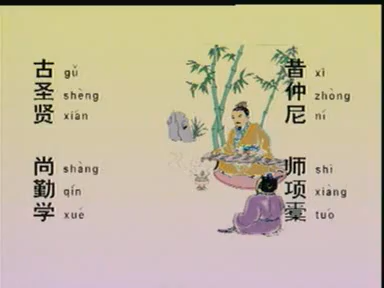 昔仲尼
xī zhòng ní
师项橐
shī xiàng tuó
古圣贤
gǔ shèng xián
尚勤学
shàng qín xué